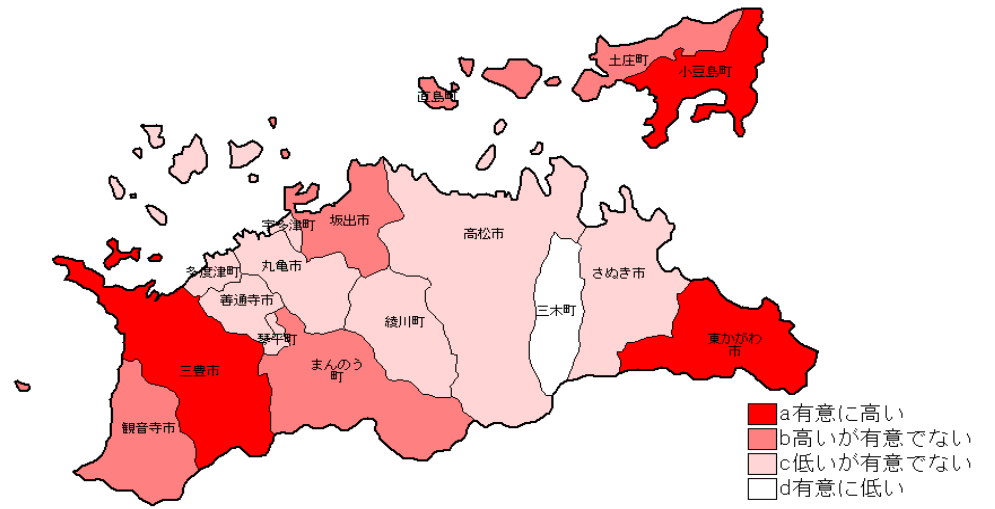 土庄町
小豆島町
直島町
宇多津町
坂出市
高松市
丸亀市
多度津町
さぬき市
善通寺市
三木町
綾川町
琴平町
東かがわ
市
まんのう
町
三豊市
観音寺市
a有意に高い
b高いが有意でない
c低いが有意でない
d有意に低い